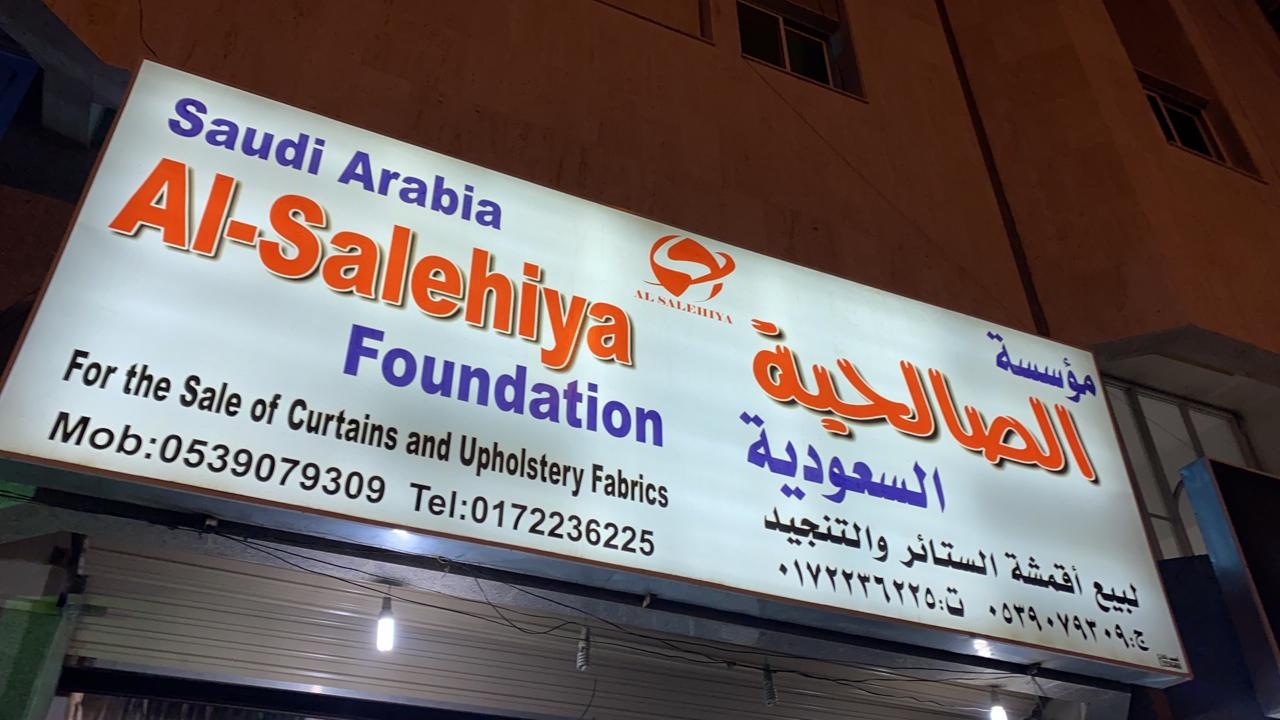 Saudi Arabia
Al-Salehiya
Foundation
For the Sale of Curtains and Upholstery Fabrics
Mob:0539079309 Tel:0172236225
AL SALEHIYA
مؤسسة
الصالحية
السعودية
لبيع أقمشة الستائر والتنجيد
ج:٠٥٣٩٠٧٩٣٠٩ ت:٠١٧٢٢٣٦٢٢٥